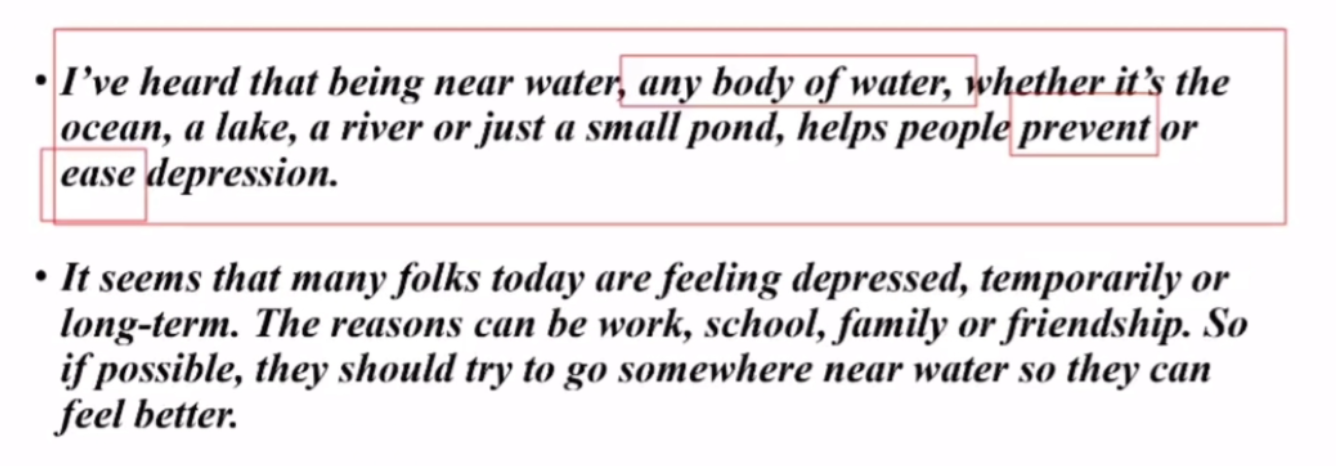 • I've heard that being near water, any body of water, whether it's the
ocean, a lake, a river or just a small pond, helps people prevent or
ease depression.
• It seems that many folks today are feeling depressed, temporarily or
long-term. The reasons can be work, school, family or friendship. So
if possible, they should try to go somewhere near water so they can
feel better.